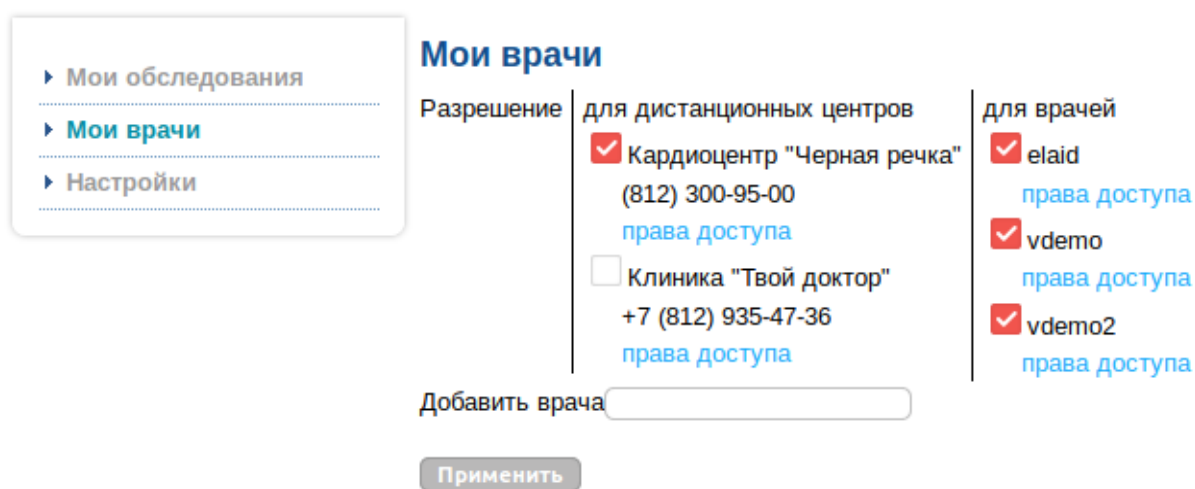 Мои обследования
Мои врачи
Настройки
Мои врачи
Разрешение
для дистанционных центров
Кардиоцентр "Черная речка"
(812) 300-95-00
права доступа
Клиника "Твой доктор"
+7 (812) 935-47-36
права доступа
для врачей
elaid
права доступа
vdemo
права доступа
vdemo2
права доступа
Добавить врача
Применить